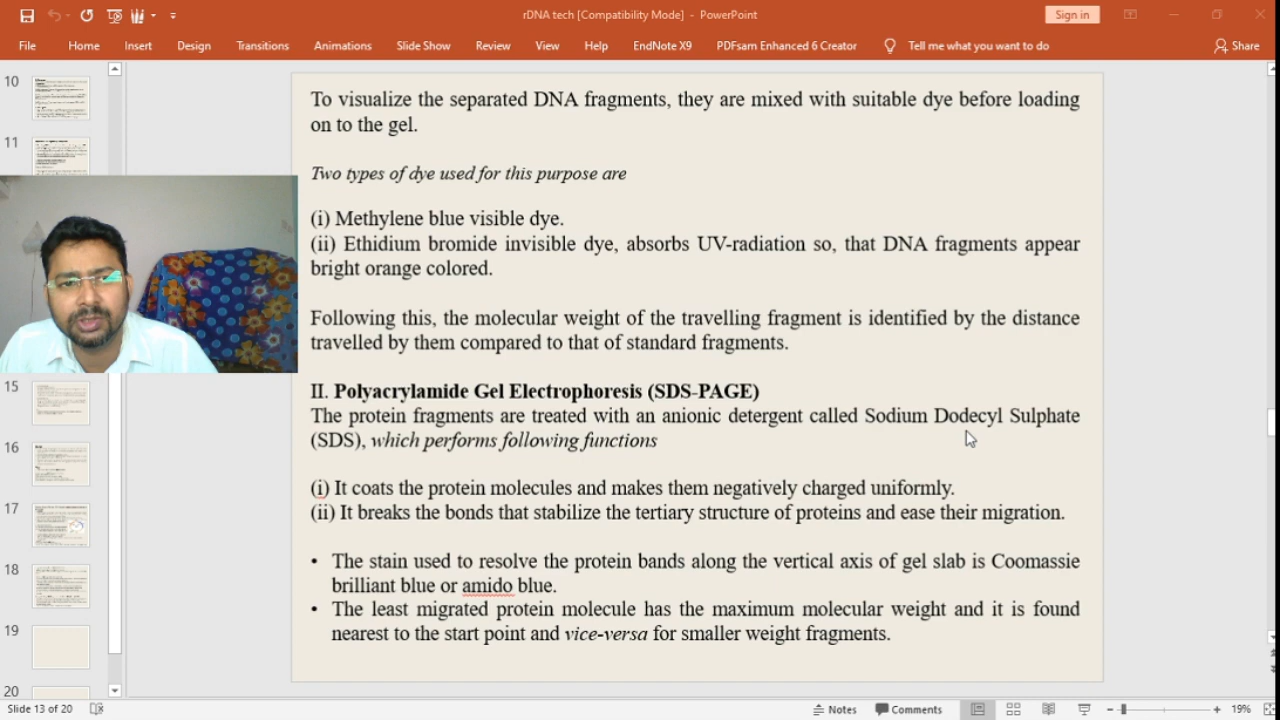 rDNA tech [Compatibility Mode] - PowerPoint
Sign in
File Home Insert Design Transitions Animations Slide Show Review View Help EndNote X9 PDFsam Enhanced 6 Creator Tell me what you want to do Share
10
11
15
16
17
18
19
20
To visualize the separated DNA fragments, they are mixed with suitable dye before loading
on to the gel.
Two types of dye used for this purpose are
(i) Methylene blue visible dye.
(ii) Ethidium bromide invisible dye, absorbs UV-radiation so, that DNA fragments appear
bright orange colored.
Following this, the molecular weight of the travelling fragment is identified by the distance
travelled by them compared to that of standard fragments.
II. Polyacrylamide Gel Electrophoresis (SDS-PAGE)
The protein fragments are treated with an anionic detergent called Sodium Dodecyl Sulphate
(SDS), which performs following functions
(i) It coats the protein molecules and makes them negatively charged uniformly.
(ii) It breaks the bonds that stabilize the tertiary structure of proteins and ease their migration.
• The stain used to resolve the protein bands along the vertical axis of gel slab is Coomassie
brilliant blue or amido blue.
• The least migrated protein molecule has the maximum molecular weight and it is found
nearest to the start point and vice-versa for smaller weight fragments.
Slide 13 of 20 Notes Comments 19%